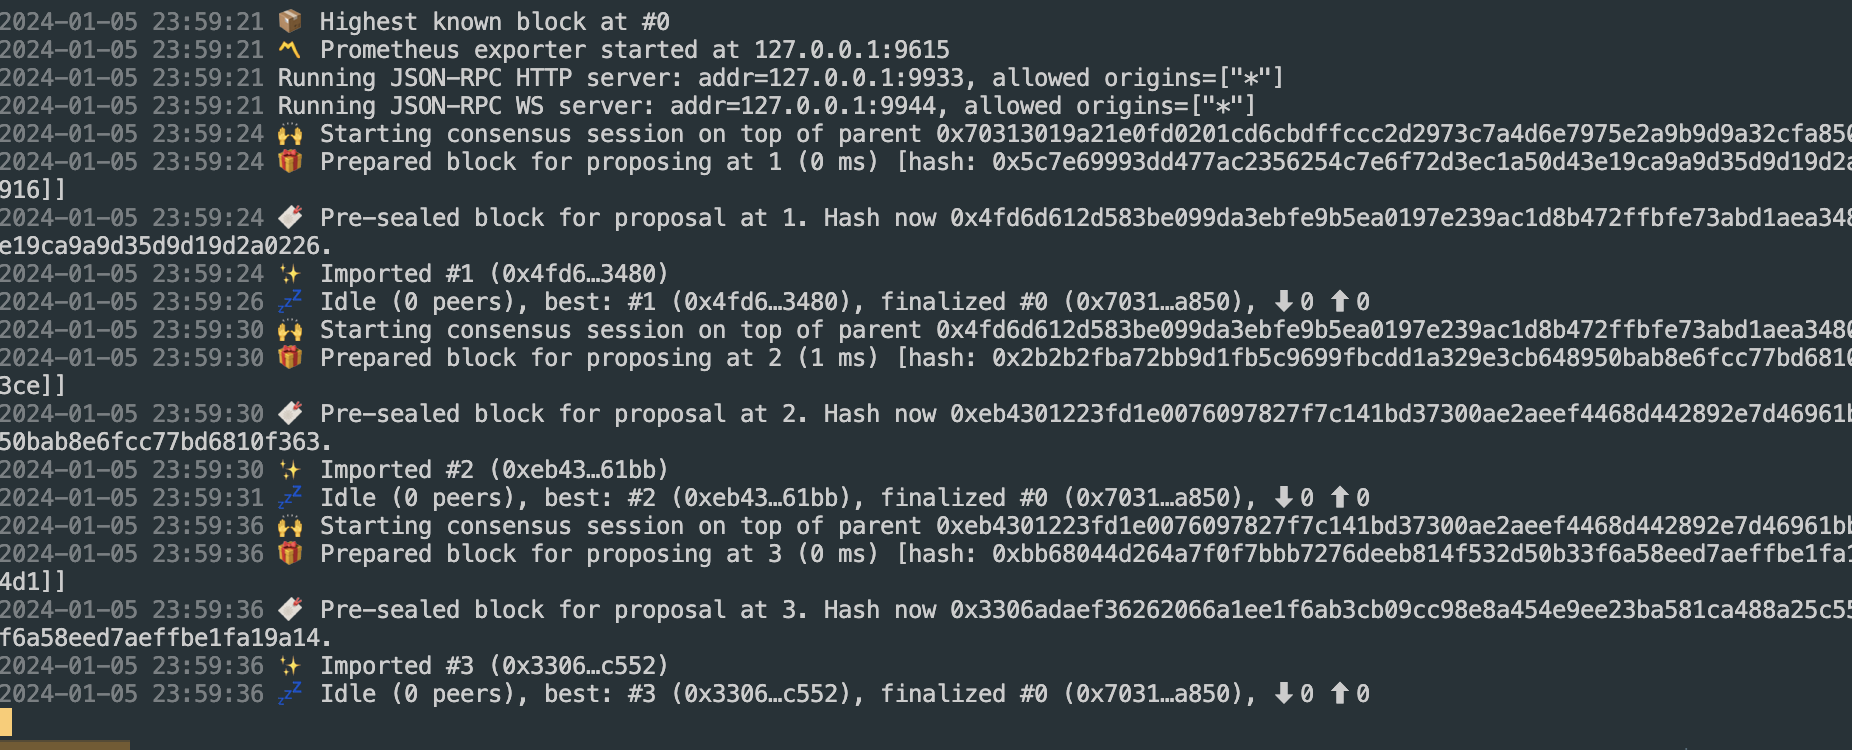 2024-01-05 23:59:21 📦 Highest known block at #0
2024-01-05 23:59:21 〽️ Prometheus exporter started at 127.0.0.1:9615
2024-01-05 23:59:21 Running JSON-RPC HTTP server: addr=127.0.0.1:9933, allowed origins=["*"]
2024-01-05 23:59:21 Running JSON-RPC WS server: addr=127.0.0.1:9944, allowed origins=["*"]
2024-01-05 23:59:24 🙌 Starting consensus session on top of parent 0x70313019a21e0fd0201cd6cbdffccc2d2973c7a4d6e7975e2a9b9d9a32cfa850
2024-01-05 23:59:24 🎁 Prepared block for proposing at 1 (0 ms) [hash: 0x5c7e69993dd477ac2356254c7e6f72d3ec1a50d43e19ca9a9d35d9d19d2a
916]]
2024-01-05 23:59:24 🔖 Pre-sealed block for proposal at 1. Hash now 0x4fd6d612d583be099da3ebfe9b5ea0197e239ac1d8b472ffbfe73abd1aea348
e19ca9a9d35d9d19d2a0226.
2024-01-05 23:59:24 ✨ Imported #1 (0x4fd6…3480)
2024-01-05 23:59:26 💤 Idle (0 peers), best: #1 (0x4fd6…3480), finalized #0 (0x7031…a850), ⬇ 0 ⬆ 0
2024-01-05 23:59:30 🙌 Starting consensus session on top of parent 0x4fd6d612d583be099da3ebfe9b5ea0197e239ac1d8b472ffbfe73abd1aea3480
2024-01-05 23:59:30 🎁 Prepared block for proposing at 2 (1 ms) [hash: 0x2b2b2fba72bb9d1fb5c9699fbcdd1a329e3cb648950bab8e6fcc77bd6810
3ce]]
2024-01-05 23:59:30 🔖 Pre-sealed block for proposal at 2. Hash now 0xeb4301223fd1e0076097827f7c141bd37300ae2aeef4468d442892e7d46961b
50bab8e6fcc77bd6810f363.
2024-01-05 23:59:30 ✨ Imported #2 (0xeb43…61bb)
2024-01-05 23:59:31 💤 Idle (0 peers), best: #2 (0xeb43…61bb), finalized #0 (0x7031…a850), ⬇ 0 ⬆ 0
2024-01-05 23:59:36 🙌 Starting consensus session on top of parent 0xeb4301223fd1e0076097827f7c141bd37300ae2aeef4468d442892e7d46961bb
2024-01-05 23:59:36 🎁 Prepared block for proposing at 3 (0 ms) [hash: 0xbb68044d264a7f0f7bbb7276deeb814f532d50b33f6a58eed7aeffbe1fa1
4d1]]
2024-01-05 23:59:36 🔖 Pre-sealed block for proposal at 3. Hash now 0x3306adaef36262066a1ee1f6ab3cb09cc98e8a454e9ee23ba581ca488a25c55
f6a58eed7aeffbe1fa19a14.
2024-01-05 23:59:36 ✨ Imported #3 (0x3306…c552)
2024-01-05 23:59:36 💤 Idle (0 peers), best: #3 (0x3306…c552), finalized #0 (0x7031…a850), ⬇ 0 ⬆ 0